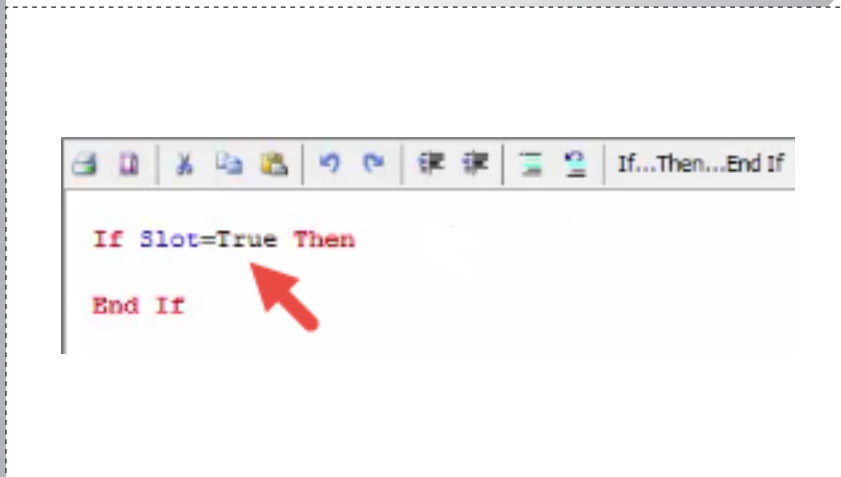 If...Then...End If
If Slot=True Then
End If